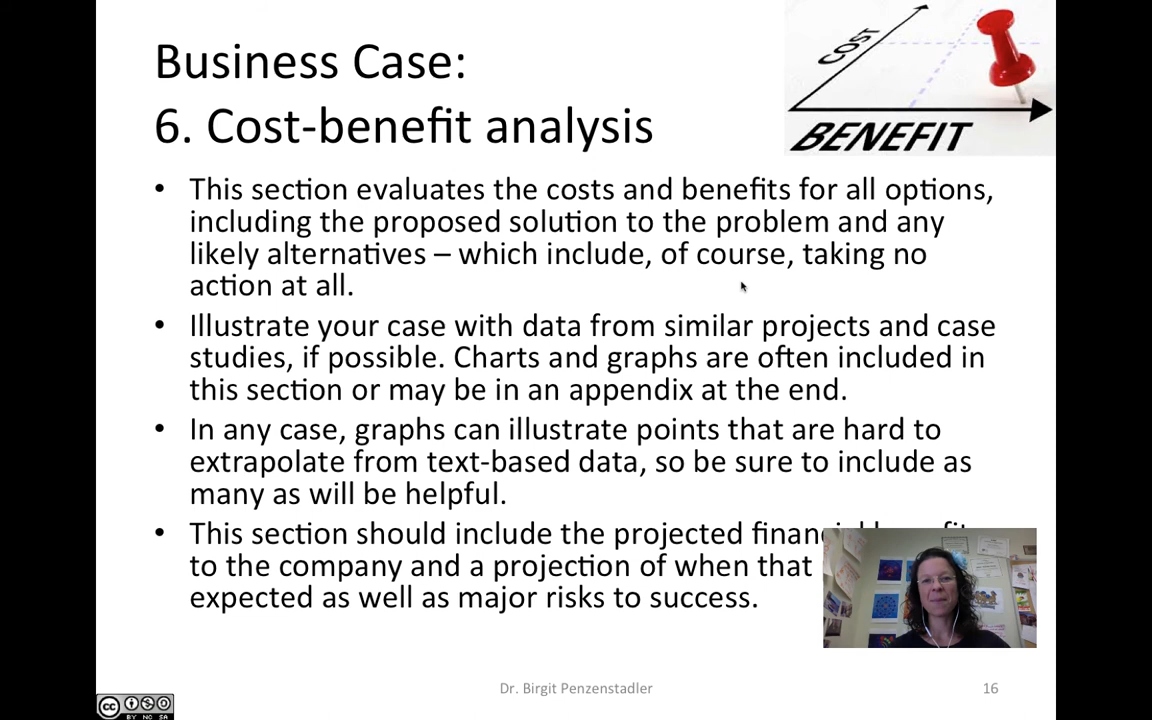 Business Case:
6. Cost-benefit analysis
COST
BENEFIT
• This section evaluates the costs and benefits for all options,
including the proposed solution to the problem and any
likely alternatives – which include, of course, taking no
action at all.
• Illustrate your case with data from similar projects and case
studies, if possible. Charts and graphs are often included in
this section or may be in an appendix at the end.
• In any case, graphs can illustrate points that are hard to
extrapolate from text-based data, so be sure to include as
many as will be helpful.
• This section should include the projected
to the company and a projection of when that
expected as well as major risks to success.
Dr. Birgit Penzenstadler
16
cc
BY NC SA